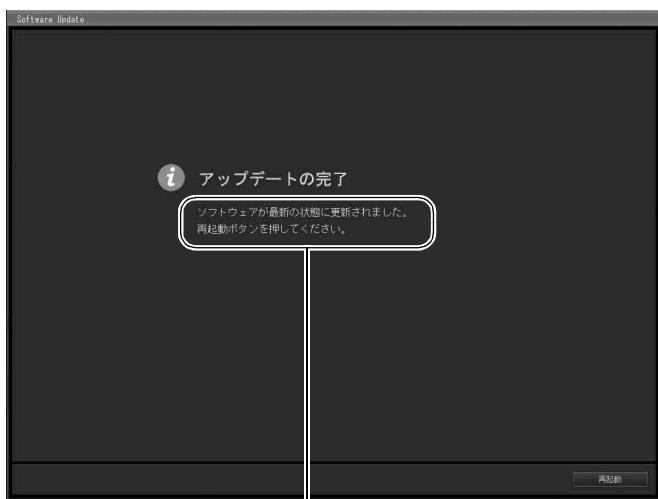 Software Update
アップデートの完了
ソフトウェアが最新の状態に更新されました。
再起動ボタンを押してください。
再起動